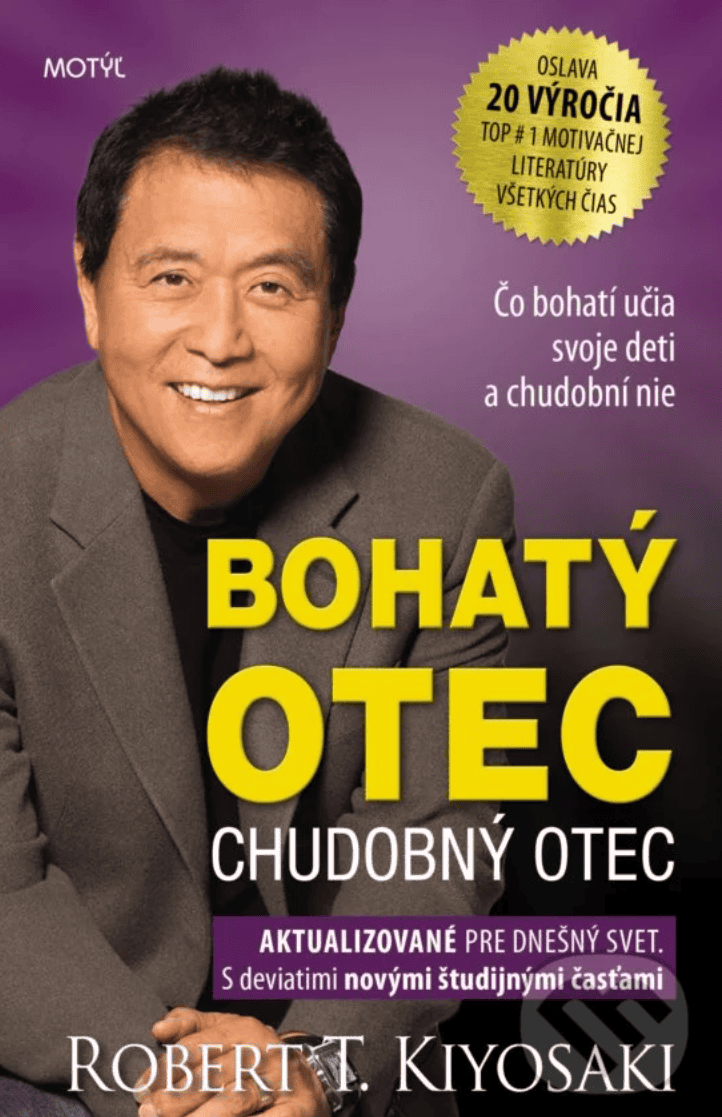 MOTÝĽ
OSLAVA
20 VÝROČIA
TOP # 1 MOTIVAČNEJ
LITERATÚRY
VŠETKÝCH ČIAS
Čo bohatí učia
svoje deti
a chudobní nie
BOHATÝ
OTEC
CHUDOBNÝ OTEC
AKTUALIZOVANÉ PRE DNEŠNÝ SVET.
S deviatimi novými študijnými časťami
ROBERT T. KIYOSAKI